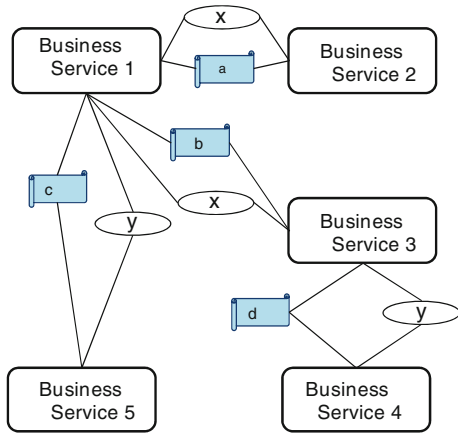 x
Business
Service 1
a
Business
Service 2
b
c
x
y
Business
Service 3
d
y
Business
Service 5
Business
Service 4